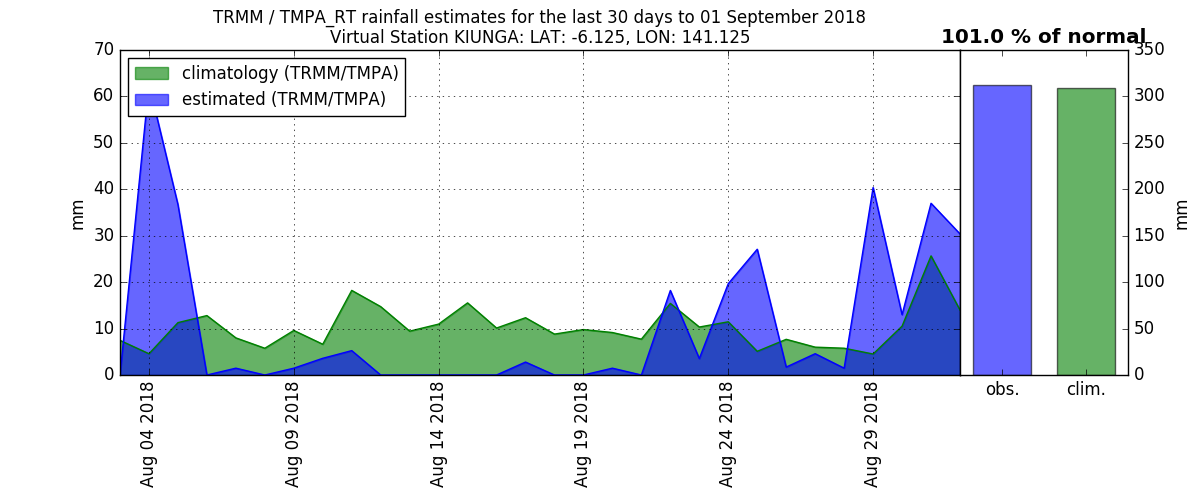 TRMM / TMPA_RT rainfall estimates for the last 30 days to 01 September 2018
Virtual Station KIUNGA: LAT: -6.125, LON: 141.125
101.0 % of normal
climatology (TRMM/TMPA)
estimated (TRMM/TMPA)
70
60
50
40
30
20
10
0
mm
Aug 04 2018
Aug 09 2018
Aug 14 2018
Aug 19 2018
Aug 24 2018
Aug 29 2018
350
300
250
200
150
100
50
0
mm
obs.
clim.